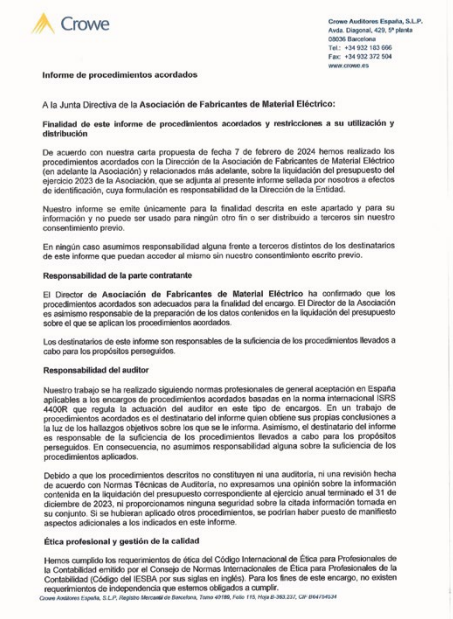 Crowe
Crowe Auditores España, S.L.P.
Avda. Diagonal, 429, 5ª planta
08036 Barcelona
Tel.: +34 932 183 666
Fax: +34 932 372 504
www.crowe.es
Informe de procedimientos acordados
A la Junta Directiva de la Asociación de Fabricantes de Material Eléctrico:
Finalidad de este informe de procedimientos acordados y restricciones a su utilización y
distribución
De acuerdo con nuestra carta propuesta de fecha 7 de febrero de 2024 hemos realizado los
procedimientos acordados con la Dirección de la Asociación de Fabricantes de Material Eléctrico
(en adelante la Asociación) y relacionados más adelante, sobre la liquidación del presupuesto del
ejercicio 2023 de la Asociación, que se adjunta al presente informe sellada por nosotros a efectos
de identificación, cuya formulación es responsabilidad de la Dirección de la Entidad.
Nuestro informe se emite únicamente para la finalidad descrita en este apartado y para su
información y no puede ser usado para ningún otro fin o ser distribuido a terceros sin nuestro
consentimiento previo.
En ningún caso asumimos responsabilidad alguna frente a terceros distintos de los destinatarios
de este informe que puedan acceder al mismo sin nuestro consentimiento escrito previo.
Responsabilidad de la parte contratante
El Director de Asociación de Fabricantes de Material Eléctrico ha confirmado que los
procedimientos acordados son adecuados para la finalidad del encargo. El Director de la Asociación
es asimismo responsable de la preparación de los datos contenidos en la liquidación del presupuesto
sobre el que se aplican los procedimientos acordados.
Los destinatarios de este informe son responsables de la suficiencia de los procedimientos llevados a
cabo para los propósitos perseguidos.
Responsabilidad del auditor
Nuestro trabajo se ha realizado siguiendo normas profesionales de general aceptación en España
aplicables a los encargos de procedimientos acordados basadas en la norma internacional ISRS
4400R que regula la actuación del auditor en este tipo de encargos. En un trabajo de
procedimientos acordados es el destinatario del informe quien obtiene sus propias conclusiones a
la luz de los hallazgos objetivos sobre los que se le informa. Asimismo, el destinatario del informe
es responsable de la suficiencia de los procedimientos llevados a cabo para los propósitos
perseguidos. En consecuencia, no asumimos responsabilidad alguna sobre la suficiencia de los
procedimientos aplicados.
Debido a que los procedimientos descritos no constituyen ni una auditoría, ni una revisión hecha
de acuerdo con Normas Técnicas de Auditoría, no expresamos una opinión sobre la información
contenida en la liquidación del presupuesto correspondiente al ejercicio anual terminado el 31 de
diciembre de 2023, ni proporcionamos ninguna seguridad sobre la citada información tomada en
su conjunto. Si se hubieran aplicado otros procedimientos, se podrían haber puesto de manifiesto
aspectos adicionales a los indicados en este informe.
Ética profesional y gestión de la calidad
Hemos cumplido los requerimientos de ética del Código Internacional de Ética para Profesionales de
la Contabilidad emitido por el Consejo de Normas Internacionales de Ética para Profesionales de la
Contabilidad (Código del IESBA por sus siglas en inglés). Para los fines de este encargo, no existen
requerimientos de independencia que estemos obligados a cumplir.
Crowe Auditores España, S.L.P, Registro Mercantil de Barcelona, Tomo